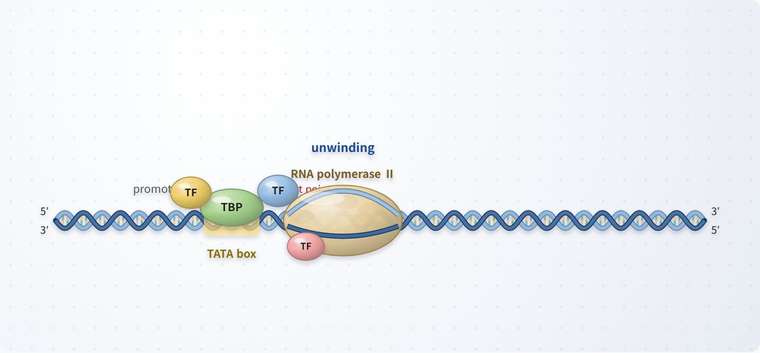 unwinding
RNA polymerase II
TF
TF
TBP
5'
3'
3'
5'
TF
TATA box